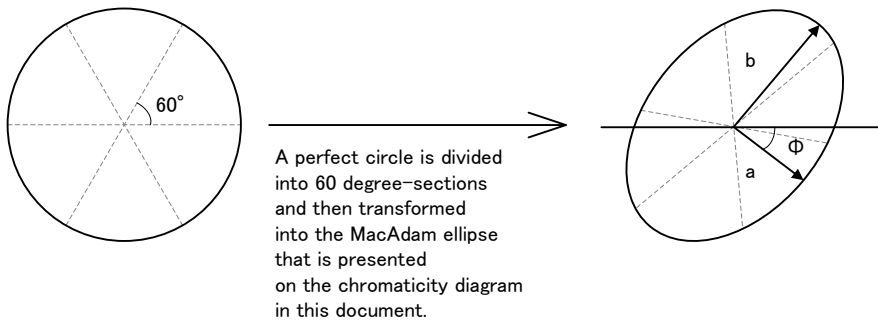 60°
A perfect circle is divided
into 60 degree-sections
and then transformed
into the MacAdam ellipse
that is presented
on the chromaticity diagram
in this document.
b
Φ
a